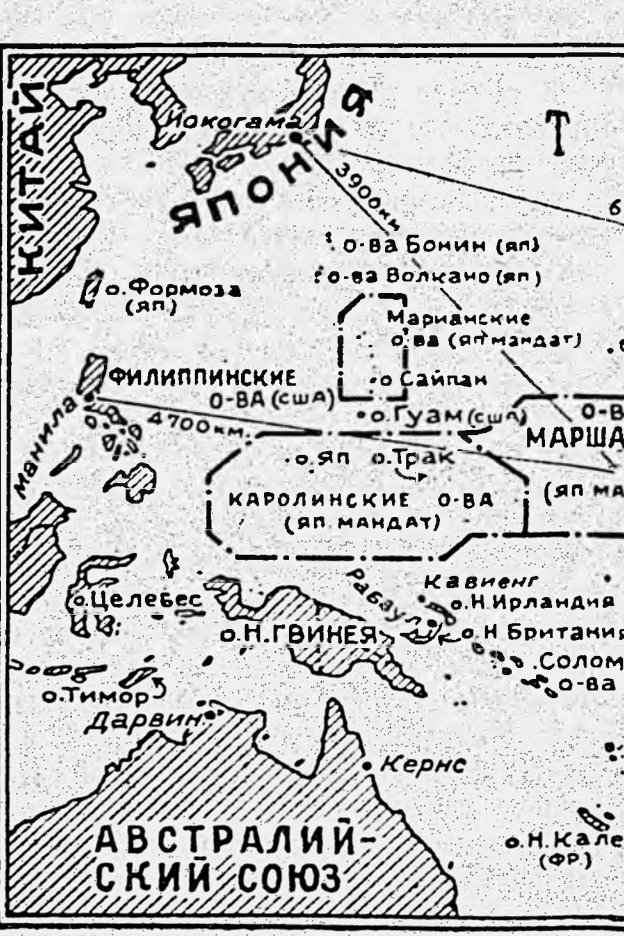 КИТАЙ
Иокогама
ЯПОНИЯ
Т
3900км
6
о-ва Бонин (яп)
о-ва Волкано (яп)
о.Формоза
(яп.)
Марианские
о-ва (яп мандат)
о Сайпан
ФИЛИППИНСКИЕ
О-ВА (США)
о.Гуам (сша)
Манила
4700км.
О-В
МАРША
(ЯП МА
о.яп
о.Трак
КАРОЛИНСКИЕ О-ВА
(ЯП МАНДАТ)
Рабаул
Кавиенг
о.Н.Ирландия
о.Целебес
о.Н.ГВИНЕЯ
о Н Британия
.Солом
о-ва
о.Тимор
Дарвин
Кернс
АВСТРАЛИЙ-
СКИЙ СОЮЗ
о.Н.Кале
(ФР.)